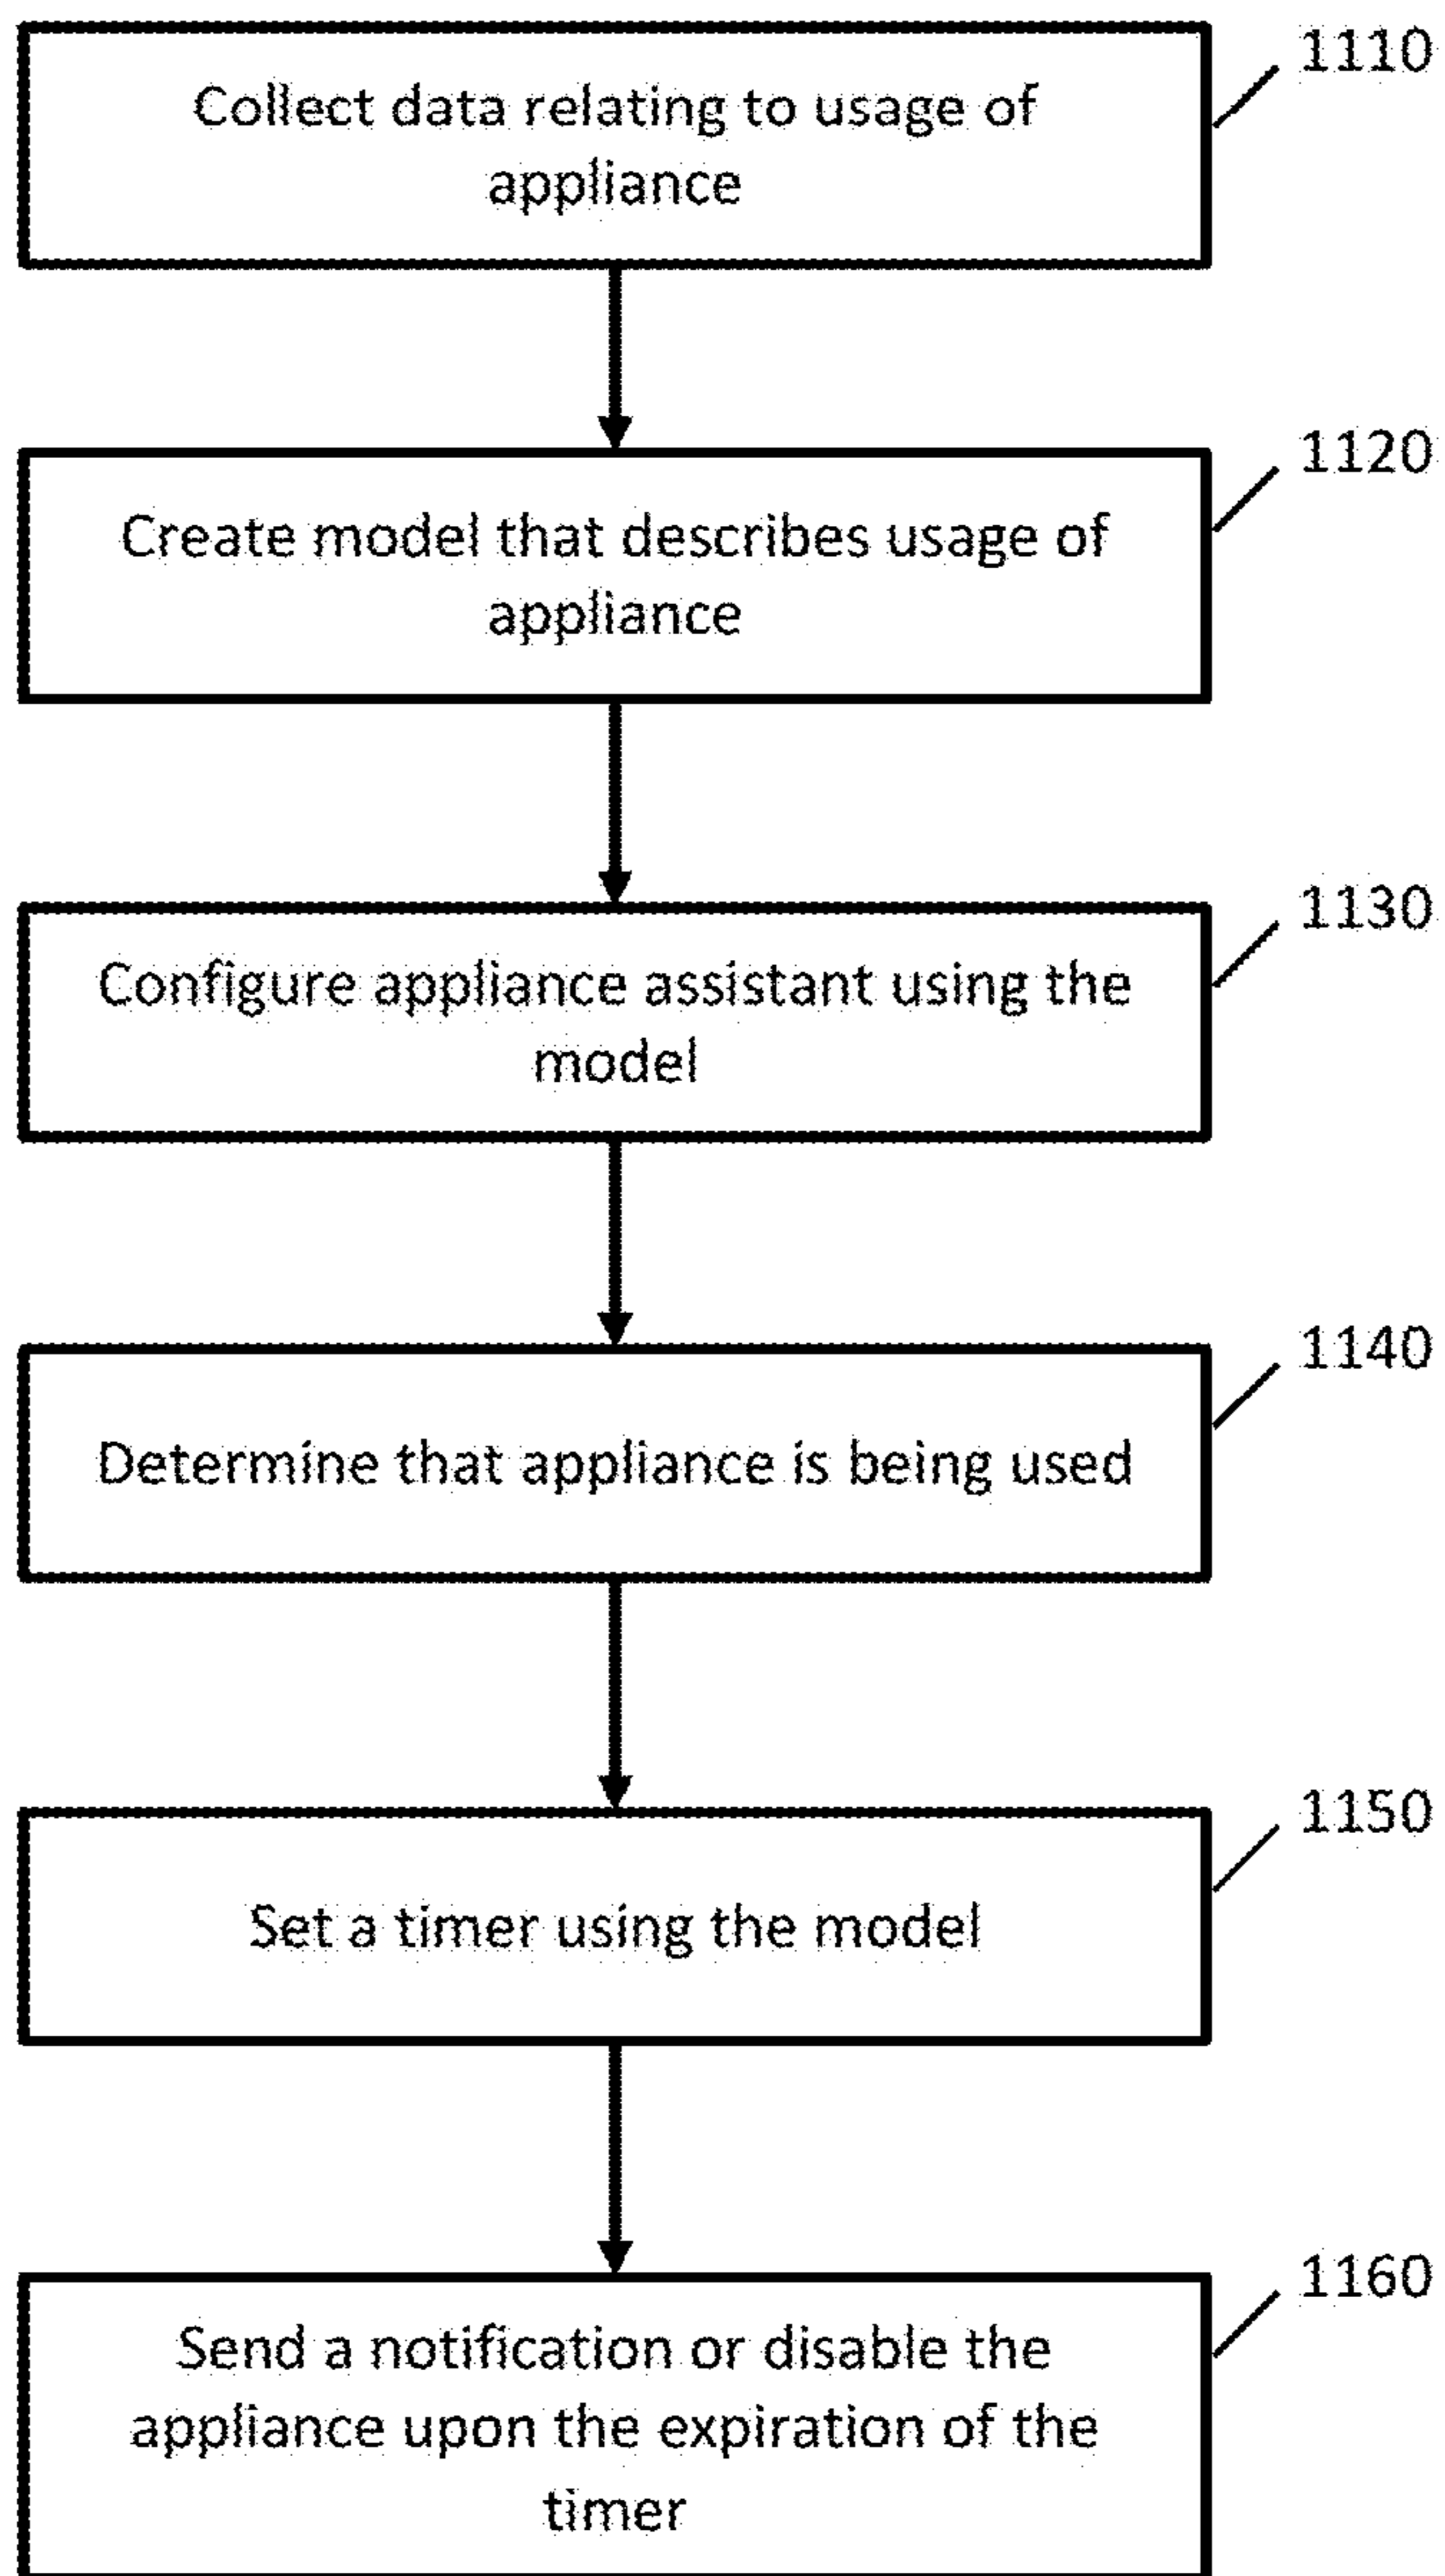 1110
Collect data relating to usage of
appliance
1120
Create model that describes usage of
appliance
1130
Configure appliance assistant using the
model
1140
Determine that appliance is being used
1150
Set a timer using the model
1160
Send a notification or disable the
appliance upon the expiration of the
timer